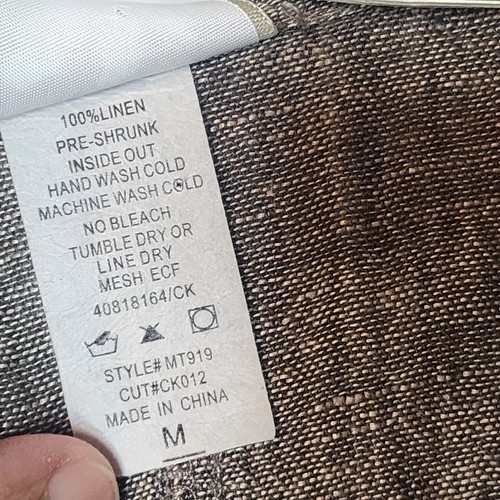 100%LINEN
PRE-SHRUNK
INSIDE OUT
HAND WASH COLD
MACHINE WASH COLD
NO BLEACH
TUMBLE DRY OR
LINE DRY
MESH ECF
40818164/CK
STYLE# MT919
CUT#CK012
MADE IN CHINA
M